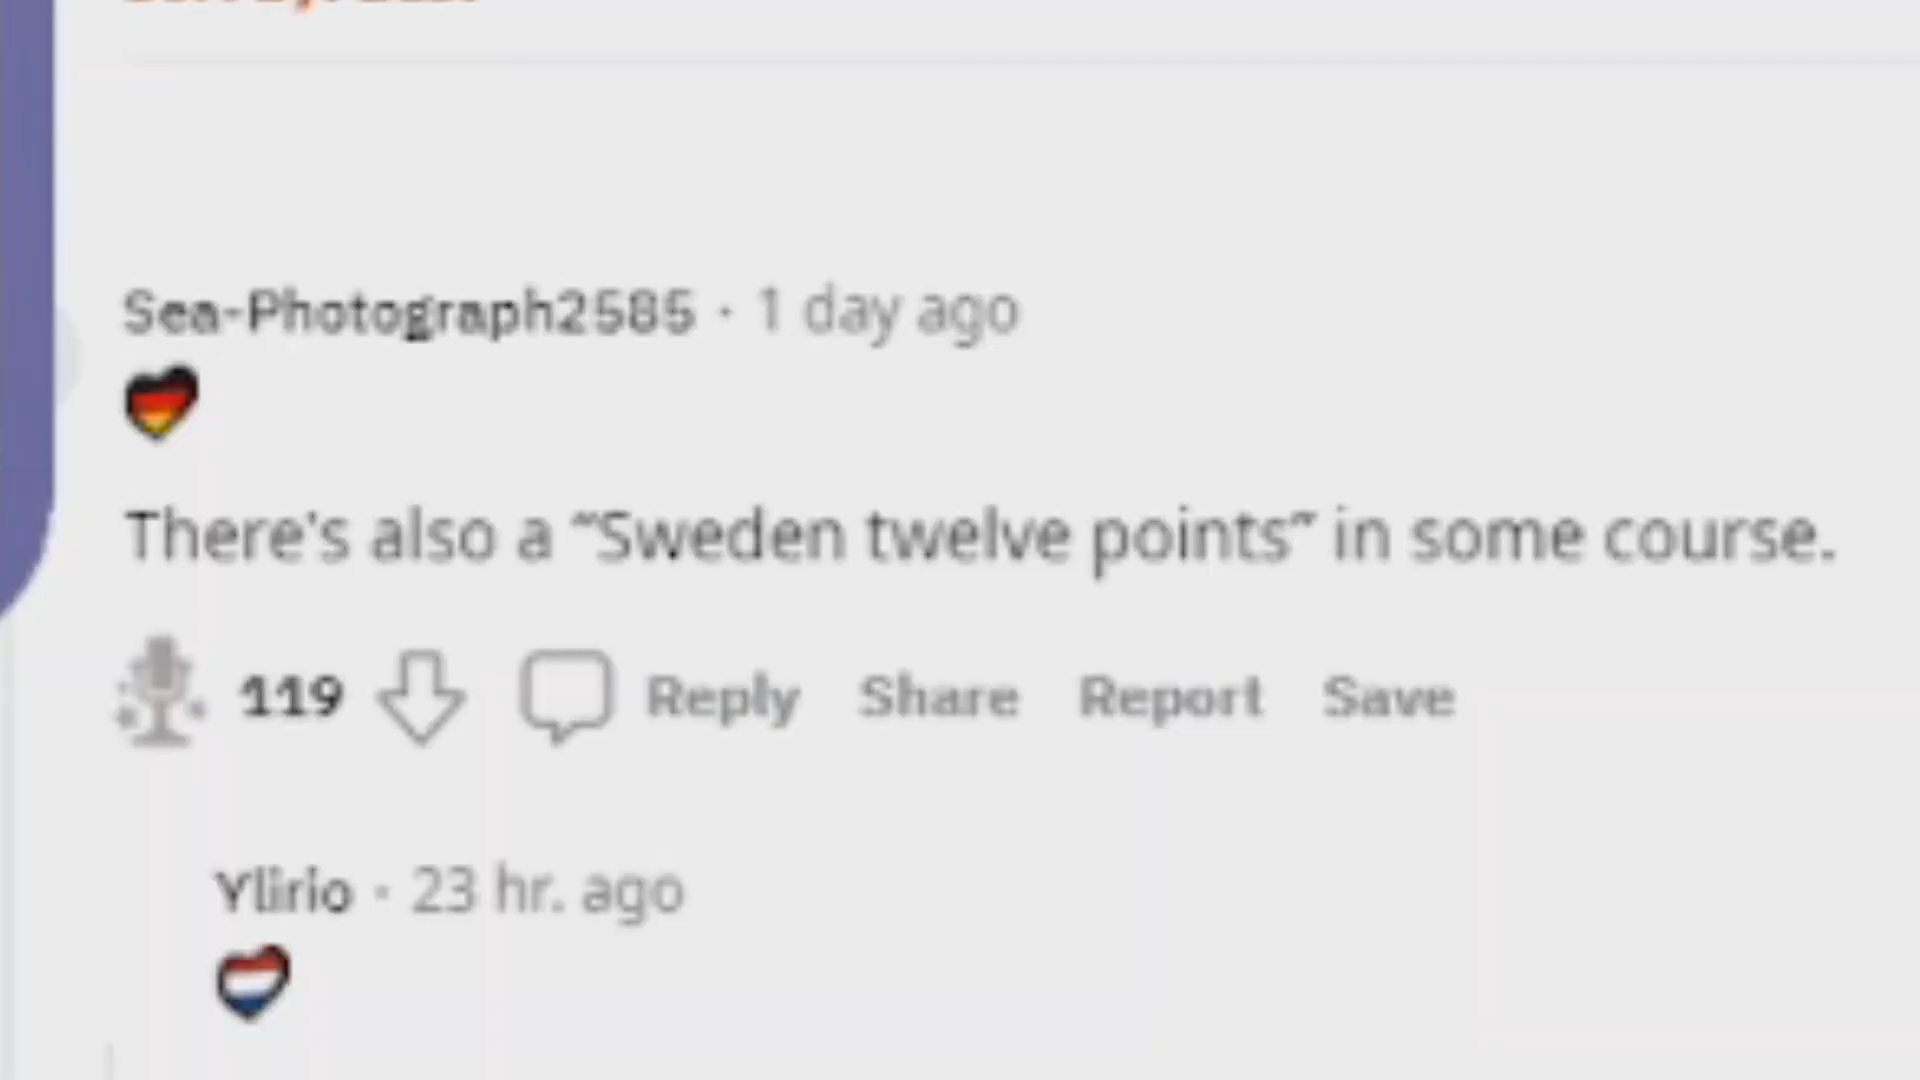 Sea-Photograph2585 · 1 day ago
There's also a “Sweden twelve points” in some course.
119 Reply Share Report Save
Ylirio · 23 hr. ago